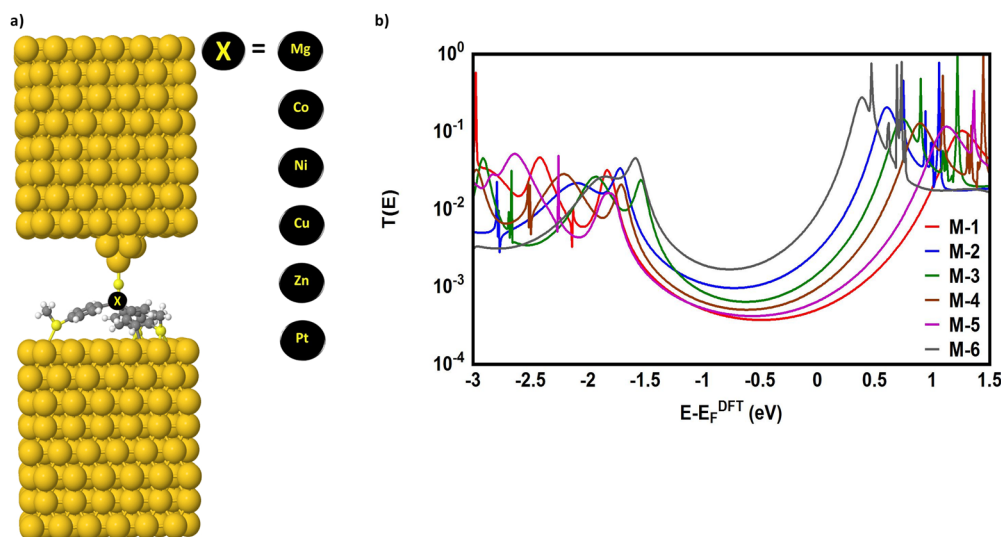 a)
X = Mg
Co
Ni
Cu
Zn
Pt
X
b)
T(E)
10⁰
10⁻¹
10⁻²
10⁻³
10⁻⁴
-3 -2.5 -2 -1.5 -1 -0.5 0 0.5 1 1.5
E-E_F^DFT (eV)
M-1
M-2
M-3
M-4
M-5
M-6